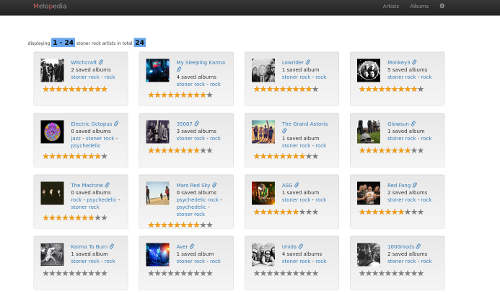 Melopedia
Artists Albums
displaying 1 - 24 stoner rock artists in total 24
Witchcraft
2 saved albums
stoner rock - rock
My Sleeping Karma
4 saved albums
stoner rock - rock
Lowrider
1 saved album
stoner rock - rock
Monkey3
5 saved albums
stoner rock - rock
Electric Octopus
0 saved albums
jazz - stoner rock -
psychedelic
35007
3 saved albums
stoner rock - rock
The Grand Astoria
1 saved album
stoner rock - rock
Glowsun
1 saved album
stoner rock - rock
The Machine
0 saved albums
rock - psychedelic -
stoner rock
Mars Red Sky
2 saved albums
psychedelic rock -
psychedelic -
stoner rock
ASG
1 saved album
stoner rock - rock
Red Fang
2 saved albums
stoner rock - rock
Karma To Burn
1 saved album
stoner rock - rock
Aver
1 saved album
stoner rock - rock
Unida
4 saved albums
stoner rock - rock
1000mods
2 saved albums
stoner rock - rock